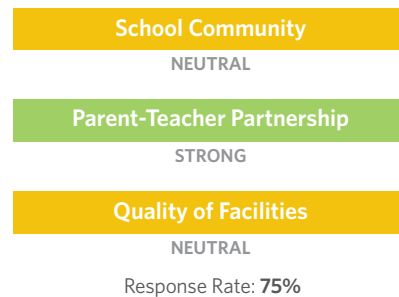 School Community
NEUTRAL
Parent-Teacher Partnership
STRONG
Quality of Facilities
NEUTRAL
Response Rate: 75%